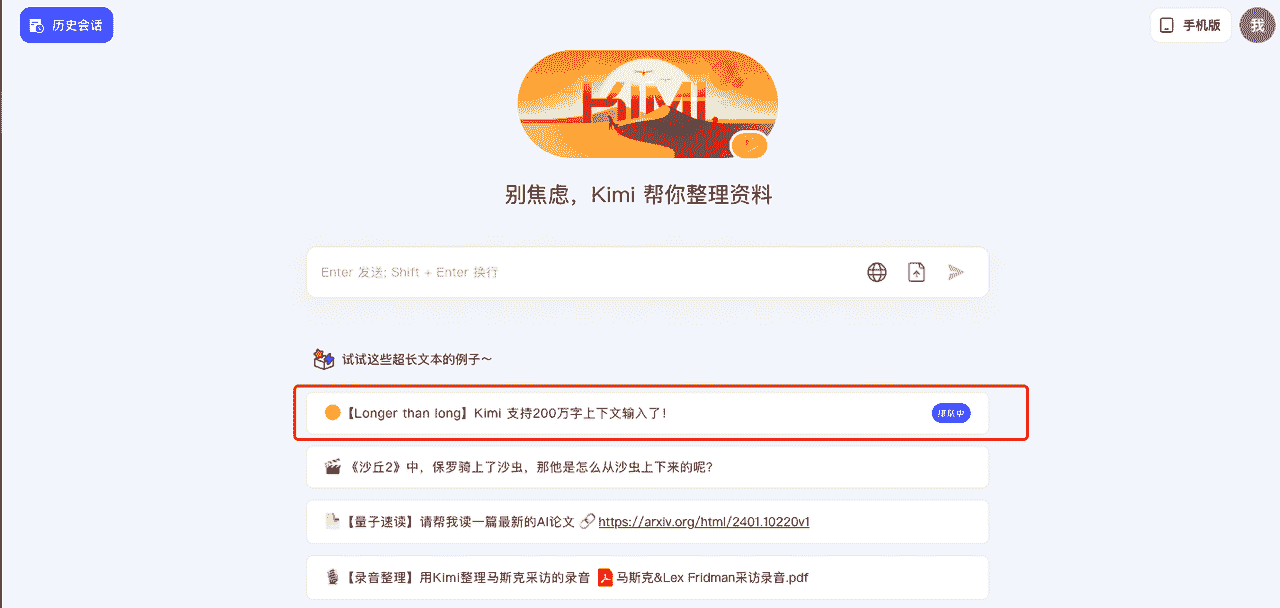 历史会话
手机版
我
KIMI
别焦虑，Kimi 帮你整理资料
Enter 发送; Shift + Enter 换行
试试这些超长文本的例子～
【Longer than long】Kimi 支持200万字上下文输入了！
排队中
《沙丘2》中，保罗骑上了沙虫，那他是怎么从沙虫上下来的呢？
【量子速读】请帮我读一篇最新的AI论文 https://arxiv.org/html/2401.10220v1
【录音整理】用Kimi整理马斯克采访的录音 马斯克&Lex Fridman采访录音.pdf